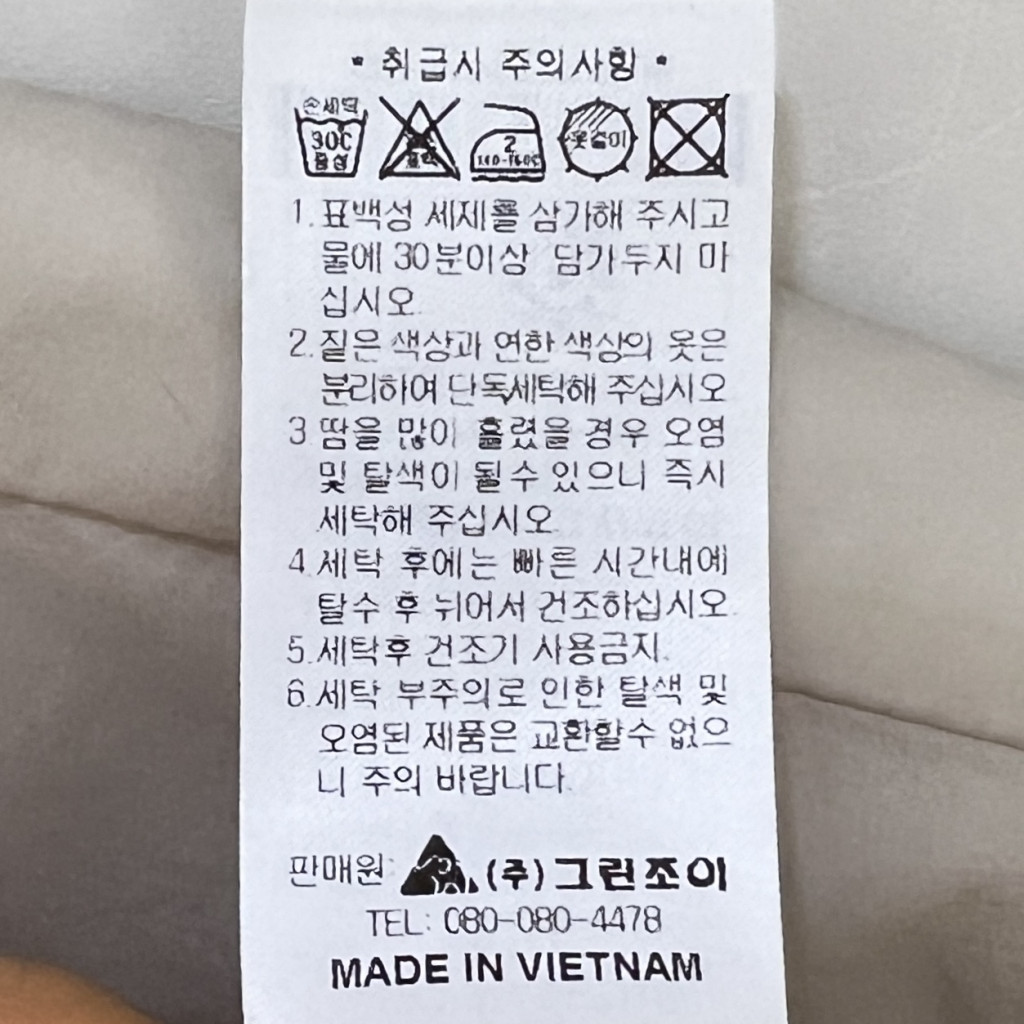 • 취급시 주의사항 •
손세탁
30C
중성
염소
표백
2
140-160C
옷걸이
1. 표백성 세제를 삼가해 주시고
물에 30분이상 담가두지 마
십시오.
2. 짙은 색상과 연한 색상의 옷은
분리하여 단독세탁해 주십시오
3. 땀을 많이 흘렸을 경우 오염
및 탈색이 될수 있으니 즉시
세탁해 주십시오.
4. 세탁 후에는 빠른 시간내에
탈수 후 뉘어서 건조하십시오.
5. 세탁후 건조기 사용금지.
6. 세탁 부주의로 인한 탈색 및
오염된 제품은 교환할수 없으
니 주의 바랍니다.
판매원: (주)그린조이
TEL: 080-080-4478
MADE IN VIETNAM